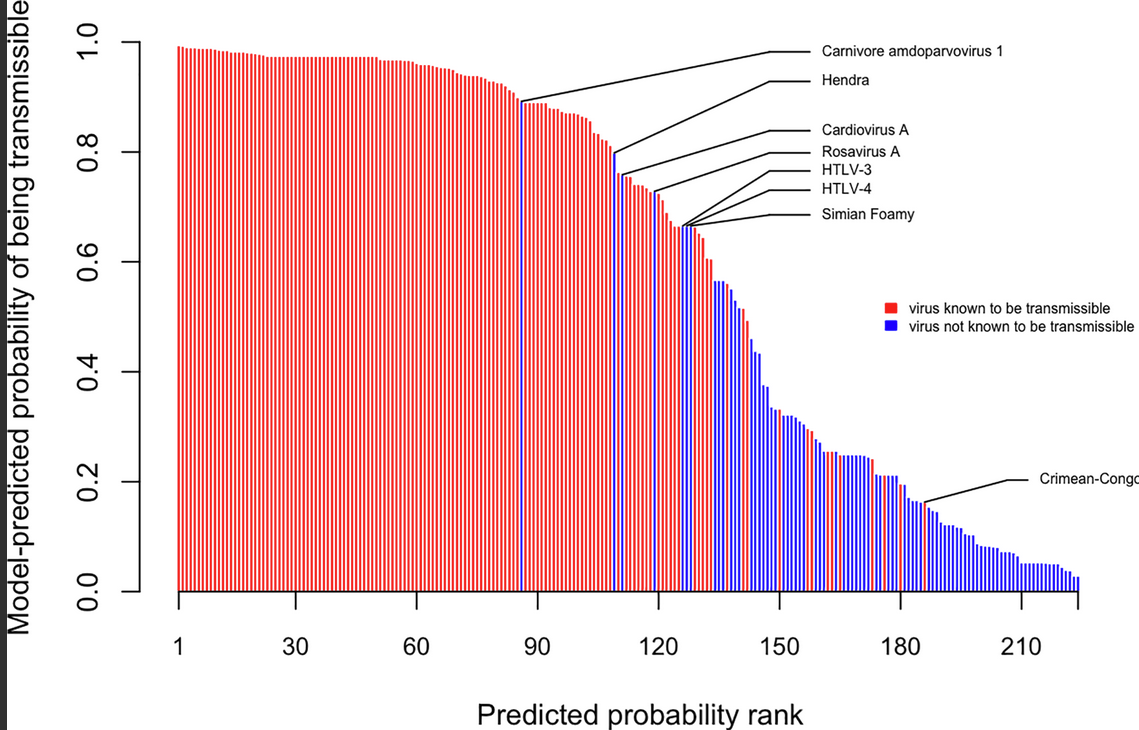 Model-predicted probability of being transmissible
1.0
0.8
0.6
0.4
0.2
0.0
Carnivore amdoparvovirus 1
Hendra
Cardiovirus A
Rosavirus A
HTLV-3
HTLV-4
Simian Foamy
virus known to be transmissible
virus not known to be transmissible
Crimean-Congo
1 30 60 90 120 150 180 210
Predicted probability rank